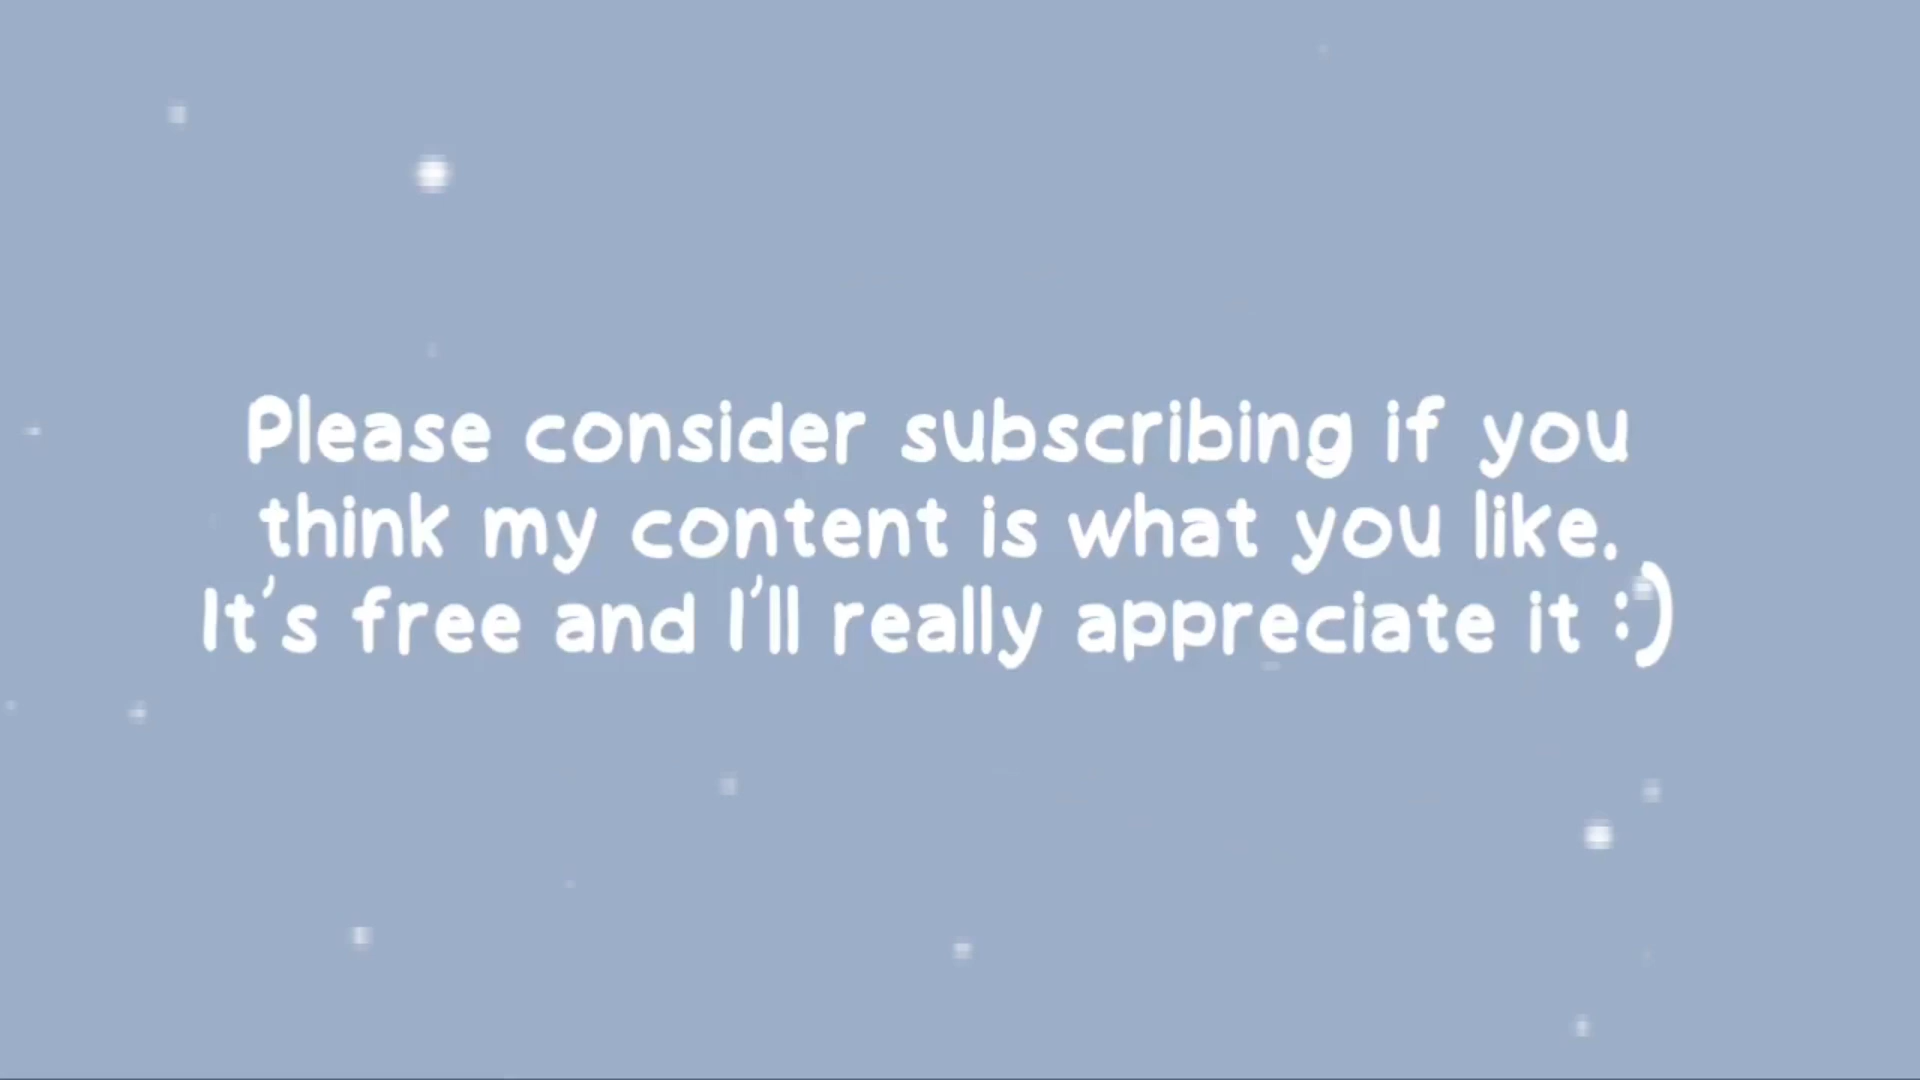 Please consider subscribing if you
think my content is what you like.
It's free and I'll really appreciate it :)